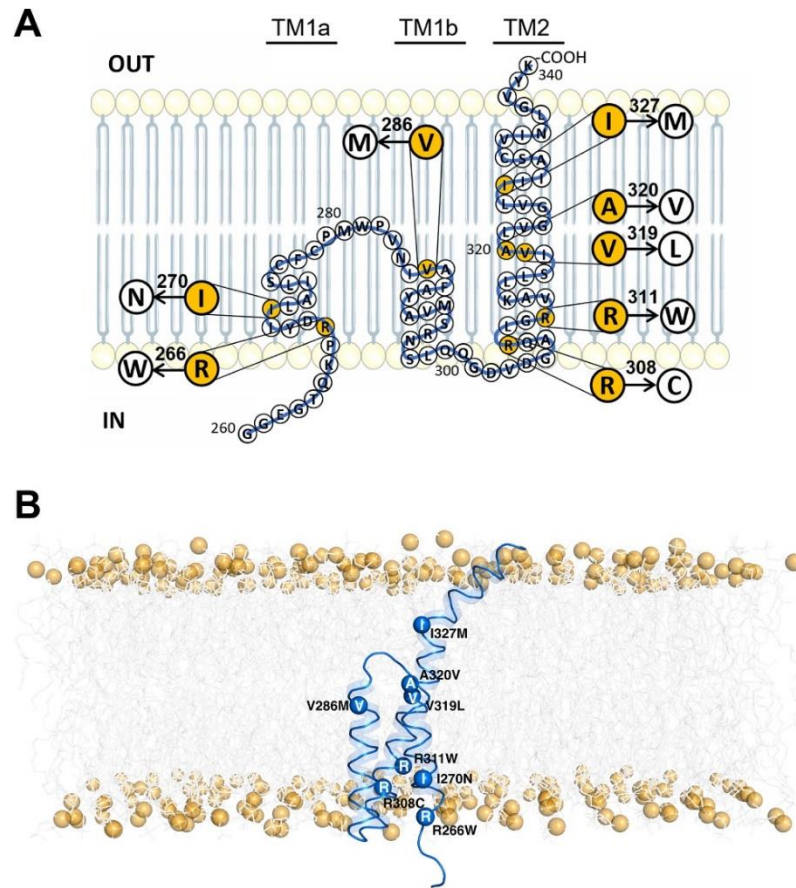 A
TM1a
TM1b
TM2
OUT
K
-COOH
340
Y
V G L
V I N
C S A
I I I
L V G
L V G
320 A V I
L L S
K A V
L G R
R Q A
327
I M
320
A V
319
V L
311
R W
308
R C
286
M V
280
C F C P M W P V N
S L I
I L A
I Y D R
P
K
Q
T
G
E
G
G
260
270
N I
266
W R
I V A
Y A F
A V M
N R S
S L Q Q G D V D G
300
IN
B
I
I327M
A
A320V
V
V319L
V
V286M
R
R311W
I
I270N
R
R308C
R
R266W